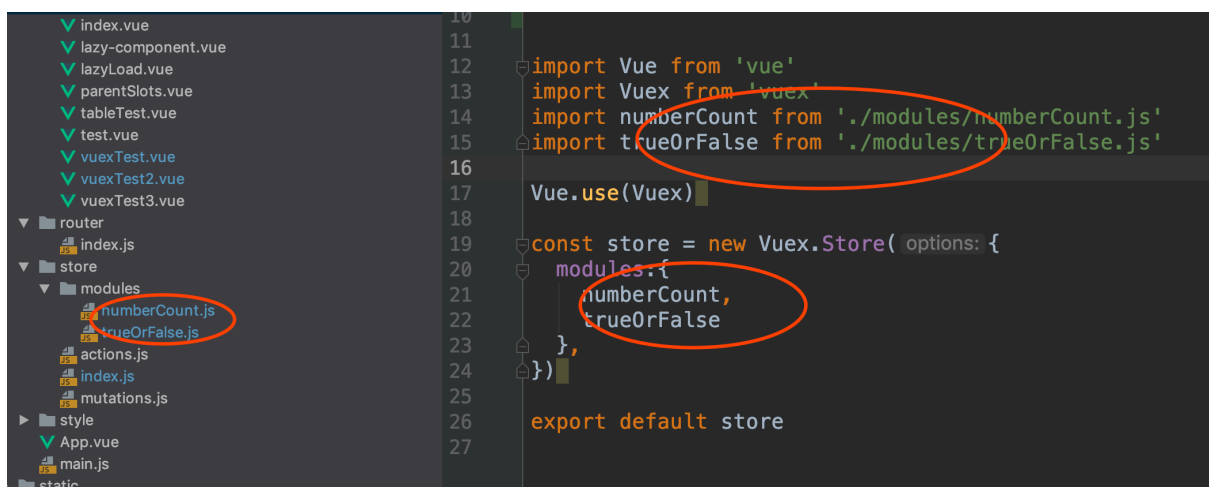 index.vue
lazy-component.vue
lazyLoad.vue
parentSlots.vue
tableTest.vue
test.vue
vuexTest.vue
vuexTest2.vue
vuexTest3.vue
router
index.js
store
modules
numberCount.js
trueOrFalse.js
actions.js
index.js
mutations.js
style
App.vue
main.js
static
10
11
12 import Vue from 'vue'
13 import Vuex from 'vuex'
14 import numberCount from './modules/numberCount.js'
15 import trueOrFalse from './modules/trueOrFalse.js'
16
17 Vue.use(Vuex)
18
19 const store = new Vuex.Store( options: {
20 modules:{
21 numberCount,
22 trueOrFalse
23 },
24 })
25
26 export default store
27